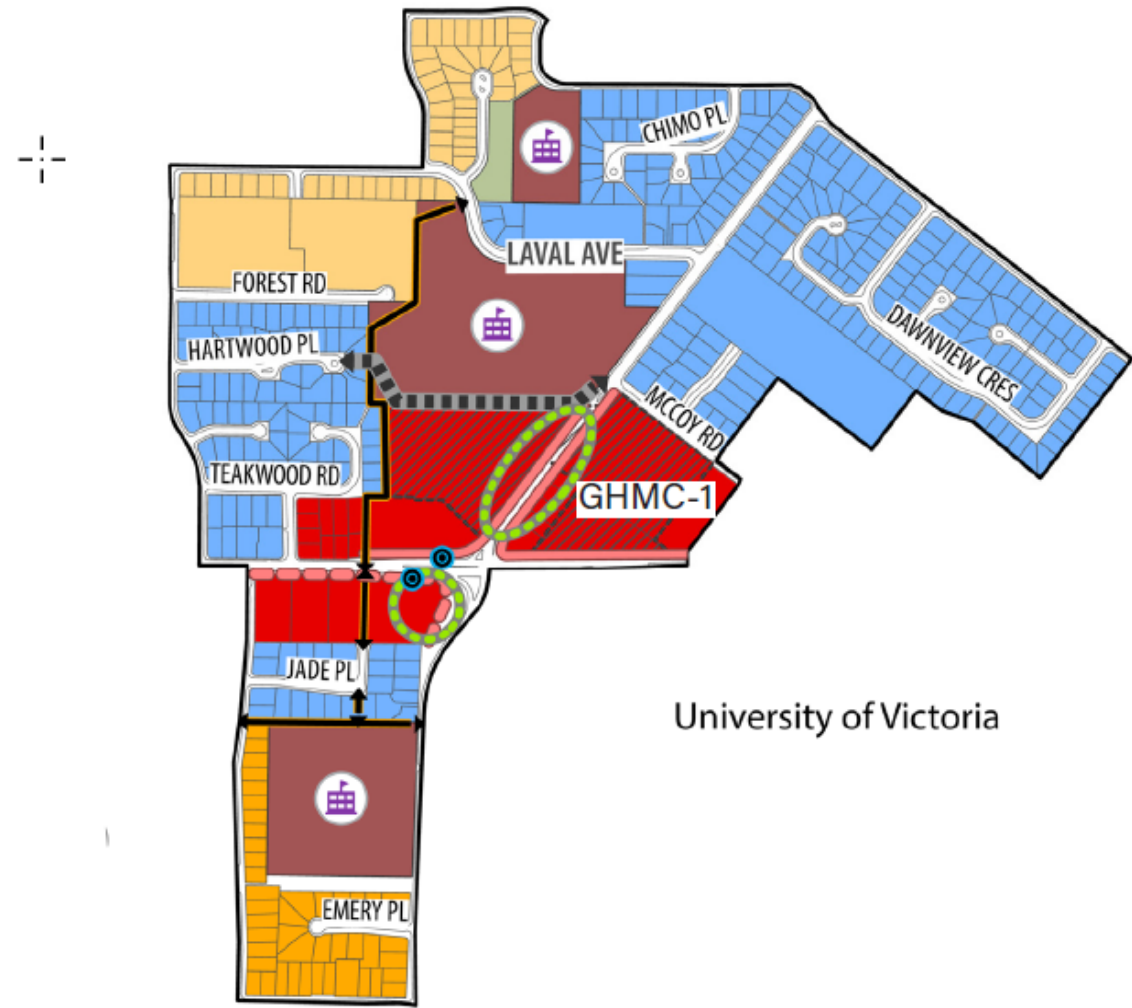 CHIMO PL
LAVAL AVE
FOREST RD
HARTWOOD PL
DAWNVIEW CRES
MCCOY RD
TEAKWOOD RD
GHMC-1
JADE PL
University of Victoria
EMERY PL